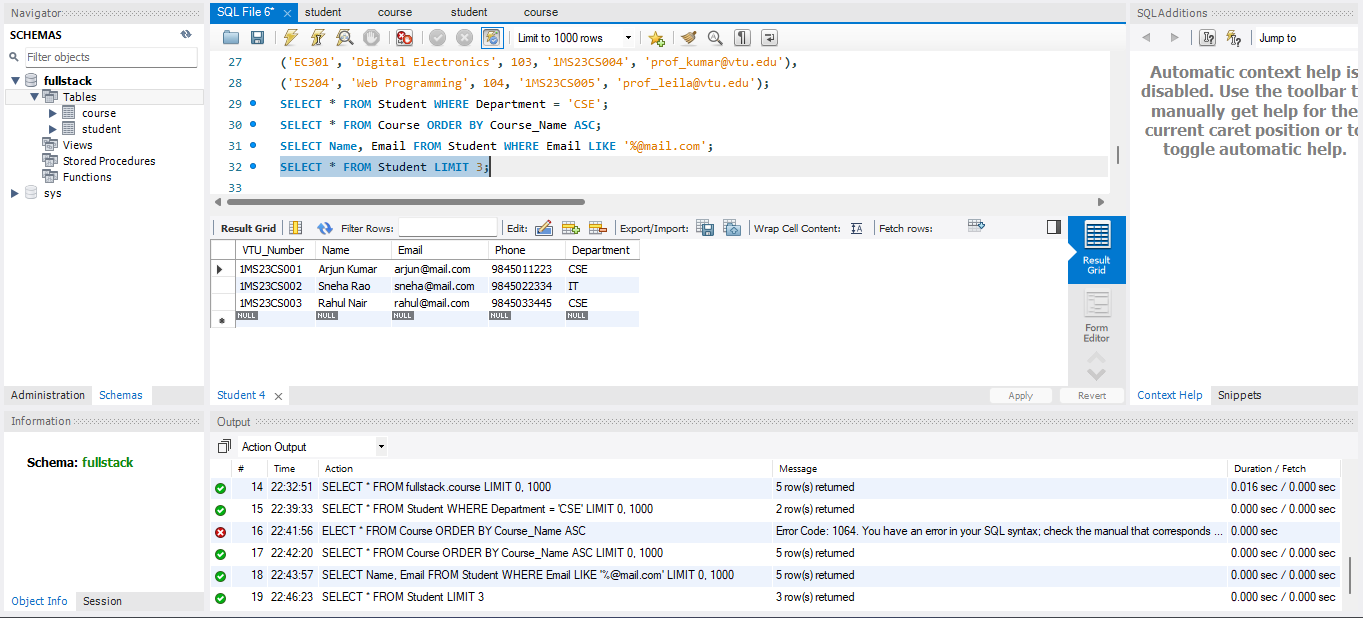 Navigator
SCHEMAS
Filter objects
fullstack
Tables
course
student
Views
Stored Procedures
Functions
sys
Administration Schemas
Information
Schema: fullstack
Object Info Session
SQL File 6* student course student course
Limit to 1000 rows
27 ('EC301', 'Digital Electronics', 103, '1MS23CS004', 'prof_kumar@vtu.edu'),
28 ('IS204', 'Web Programming', 104, '1MS23CS005', 'prof_leila@vtu.edu');
29 SELECT * FROM Student WHERE Department = 'CSE';
30 SELECT * FROM Course ORDER BY Course_Name ASC;
31 SELECT Name, Email FROM Student WHERE Email LIKE '%@mail.com';
32 SELECT * FROM Student LIMIT 3;
33
Result Grid Filter Rows: Edit: Export/Import: Wrap Cell Content: IA Fetch rows:
VTU_Number Name Email Phone Department
1MS23CS001 Arjun Kumar arjun@mail.com 9845011223 CSE
1MS23CS002 Sneha Rao sneha@mail.com 9845022334 IT
1MS23CS003 Rahul Nair rahul@mail.com 9845033445 CSE
NULL NULL NULL NULL NULL
Result
Grid
Form
Editor
Student 4 Apply Revert
SQLAdditions
Jump to
Automatic context help is
disabled. Use the toolbar t
manually get help for the
current caret position or to
toggle automatic help.
Context Help Snippets
Output
Action Output
# Time Action Message Duration / Fetch
14 22:32:51 SELECT * FROM fullstack.course LIMIT 0, 1000 5 row(s) returned 0.016 sec / 0.000 sec
15 22:39:33 SELECT * FROM Student WHERE Department = 'CSE' LIMIT 0, 1000 2 row(s) returned 0.000 sec / 0.000 sec
16 22:41:56 ELECT * FROM Course ORDER BY Course_Name ASC Error Code: 1064. You have an error in your SQL syntax; check the manual that corresponds ... 0.000 sec
17 22:42:20 SELECT * FROM Course ORDER BY Course_Name ASC LIMIT 0, 1000 5 row(s) returned 0.000 sec / 0.000 sec
18 22:43:57 SELECT Name, Email FROM Student WHERE Email LIKE '%@mail.com' LIMIT 0, 1000 5 row(s) returned 0.000 sec / 0.000 sec
19 22:46:23 SELECT * FROM Student LIMIT 3 3 row(s) returned 0.000 sec / 0.000 sec